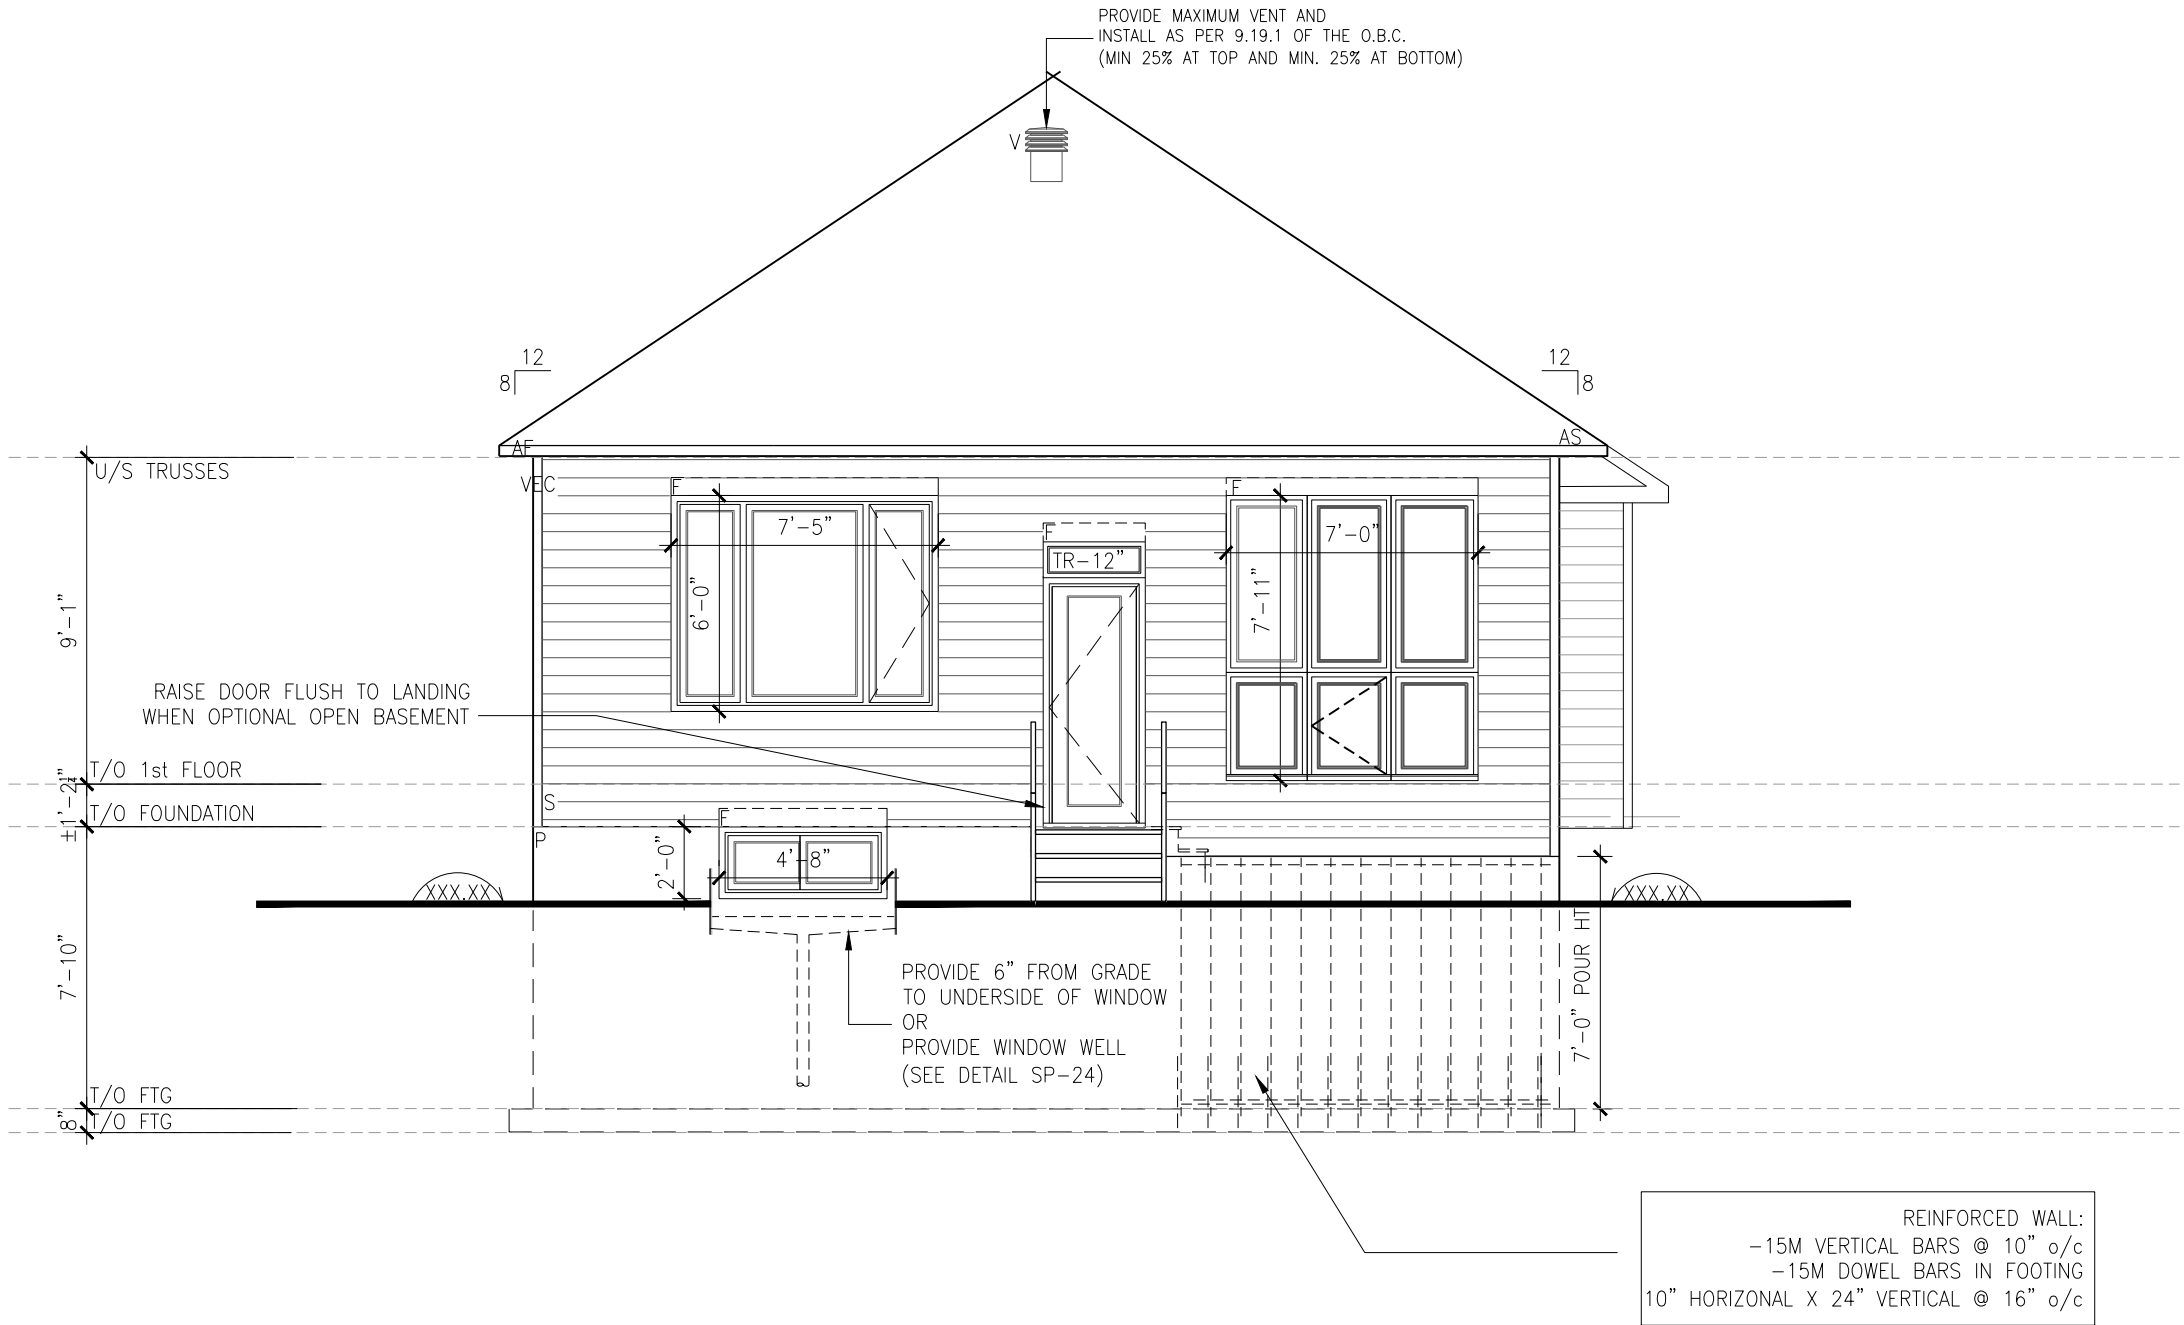 PROVIDE MAXIMUM VENT AND
INSTALL AS PER 9.19.1 OF THE O.B.C.
(MIN 25% AT TOP AND MIN. 25% AT BOTTOM)
V
12
8
12
8
AF
AS
U/S TRUSSES
VEC
F
7'-5"
6'-0"
F
TR-12"
F
7'-0"
7'-11"
9'-1"
RAISE DOOR FLUSH TO LANDING
WHEN OPTIONAL OPEN BASEMENT
T/O 1st FLOOR
±1'-2¼"
S
T/O FOUNDATION
P
F
4'-8"
2'-0"
XXX.XX
XXX.XX
7'-10"
PROVIDE 6" FROM GRADE
TO UNDERSIDE OF WINDOW
OR
PROVIDE WINDOW WELL
(SEE DETAIL SP-24)
7'-0" POUR HT
T/O FTG
8"
T/O FTG
REINFORCED WALL:
-15M VERTICAL BARS @ 10" o/c
-15M DOWEL BARS IN FOOTING
10" HORIZONAL X 24" VERTICAL @ 16" o/c